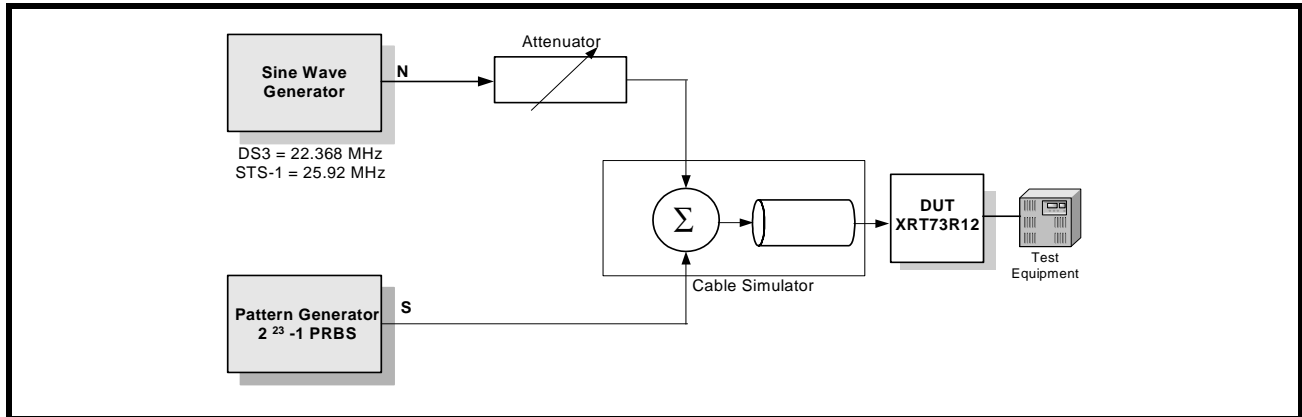 Attenuator
Sine Wave
Generator
N
DS3 = 22.368 MHz
STS-1 = 25.92 MHz
Σ
DUT
XRT73R12
Test
Equipment
Cable Simulator
Pattern Generator
2 ²³ -1 PRBS
S